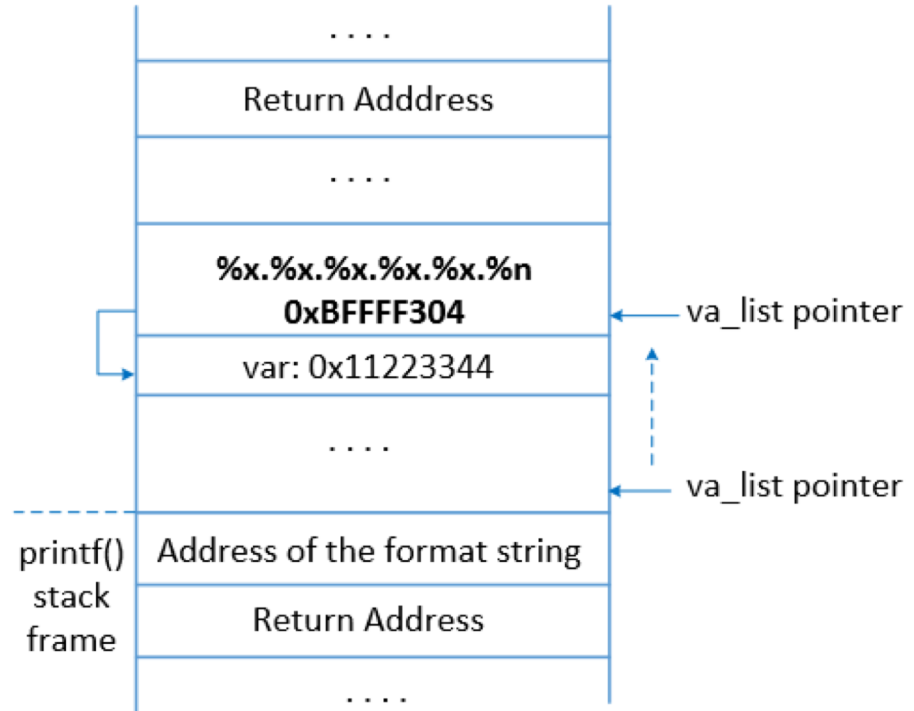 . . . .
Return Adddress
. . . .
%x.%x.%x.%x.%x.%n
0xBFFFF304
va_list pointer
var: 0x11223344
. . . .
va_list pointer
printf()
stack
frame
Address of the format string
Return Address
. . . .